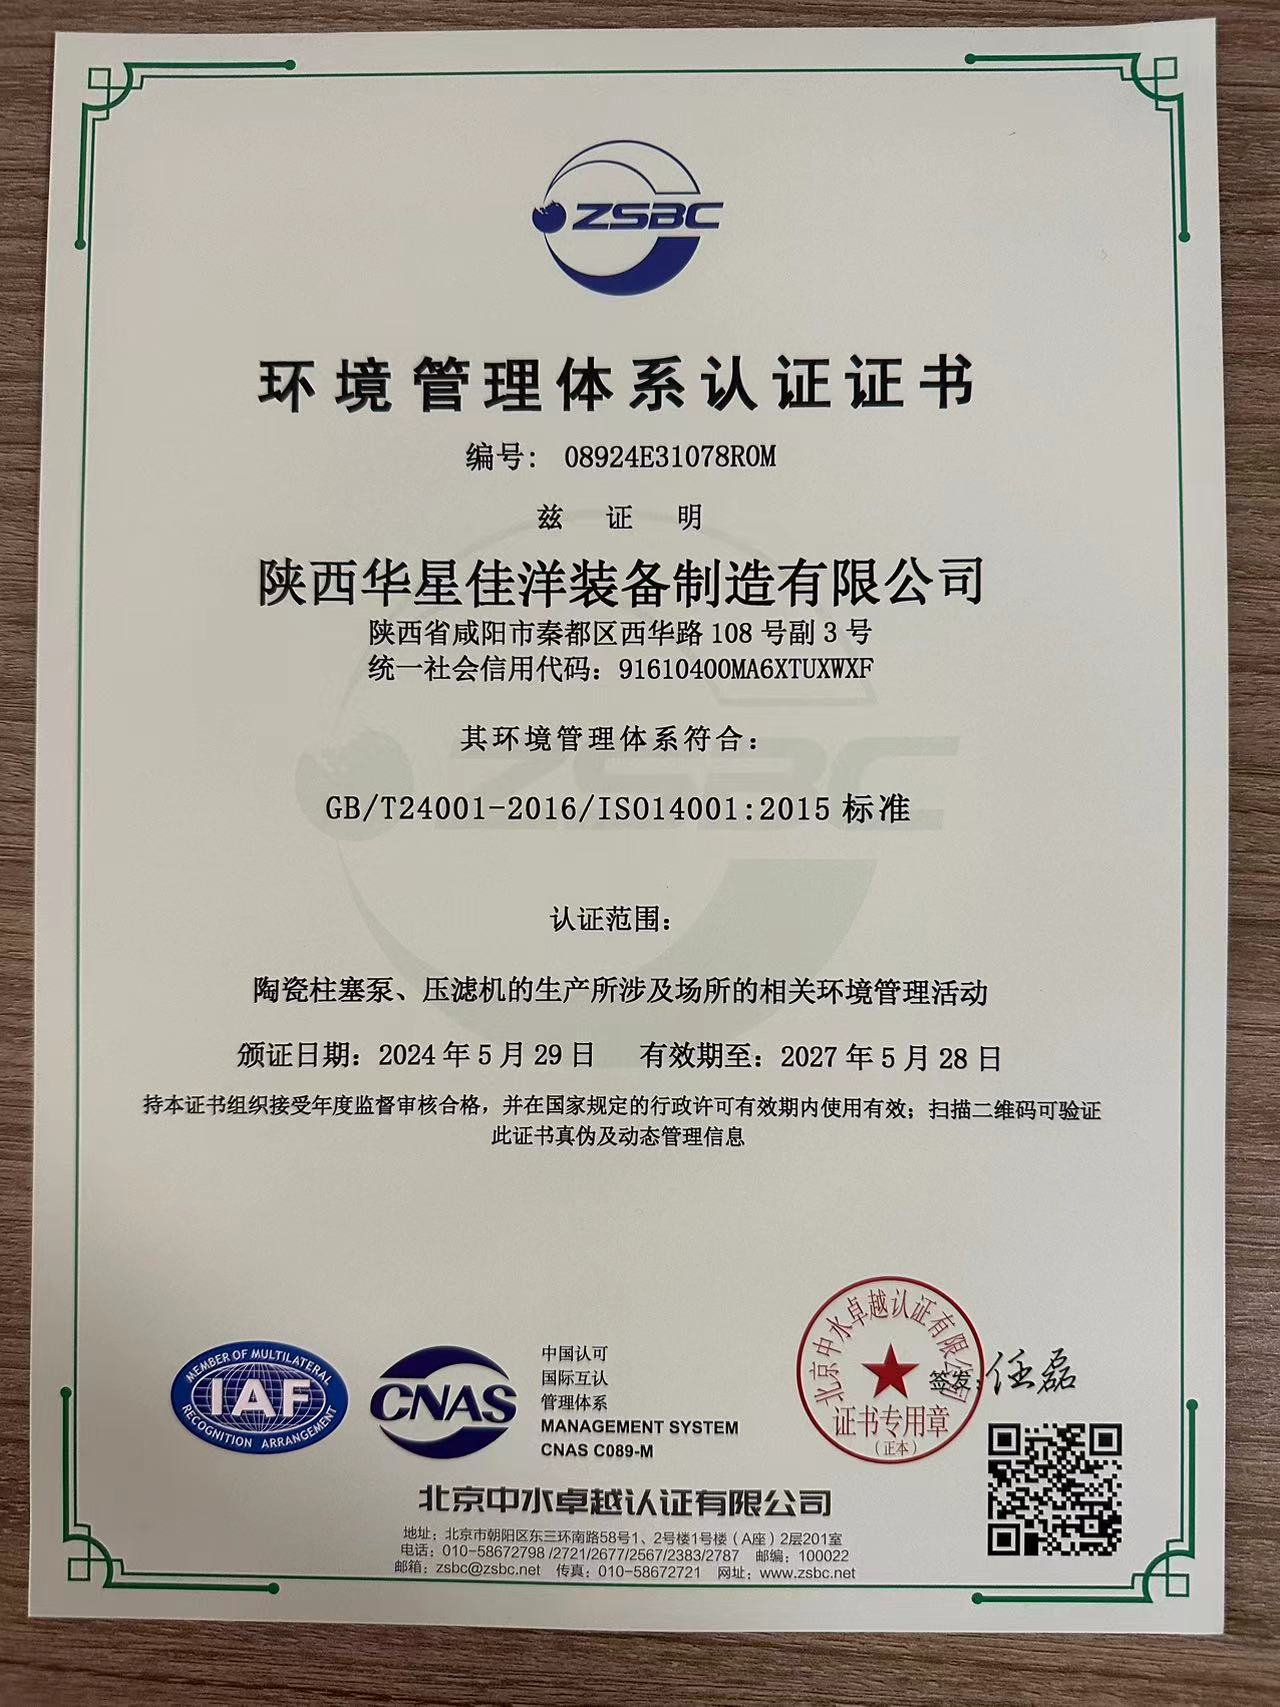 ZSBC
环境管理体系认证证书
编号: 08924E31078R0M
兹 证 明
陕西华星佳洋装备制造有限公司
陕西省咸阳市秦都区西华路 108 号副 3 号
统一社会信用代码：91610400MA6XTUXWXF
其环境管理体系符合：
ZSBC
GB/T24001-2016/ISO14001:2015 标准
认证范围：
陶瓷柱塞泵、压滤机的生产所涉及场所的相关环境管理活动
颁证日期：2024 年 5 月 29 日 有效期至：2027 年 5 月 28 日
持本证书组织接受年度监督审核合格，并在国家规定的行政许可有效期内使用有效；扫描二维码可验证
此证书真伪及动态管理信息
MEMBER OF MULTILATERAL
IAF
RECOGNITION ARRANGEMENT
CNAS
中国认可
国际互认
管理体系
MANAGEMENT SYSTEM
CNAS C089-M
北京中水卓越认证有限公司
签发：任磊
证书专用章
（正本）
北京中水卓越认证有限公司
地址：北京市朝阳区东三环南路58号1、2号楼1号楼（A座）2层201室
电话：010-58672798 /2721/2677/2567/2383/2787 邮编：100022
邮箱：zsbc@zsbc.net 传真：010-58672721 网址：www.zsbc.net